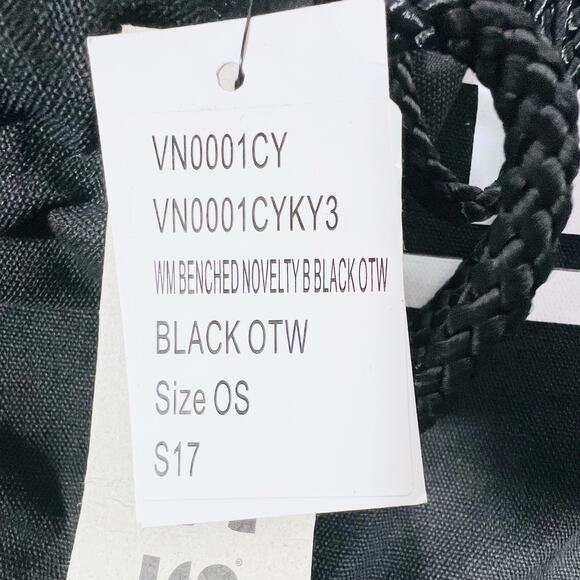 VN0001CY
VN0001CYKY3
WM BENCHED NOVELTY B BLACK OTW
BLACK OTW
Size OS
S17